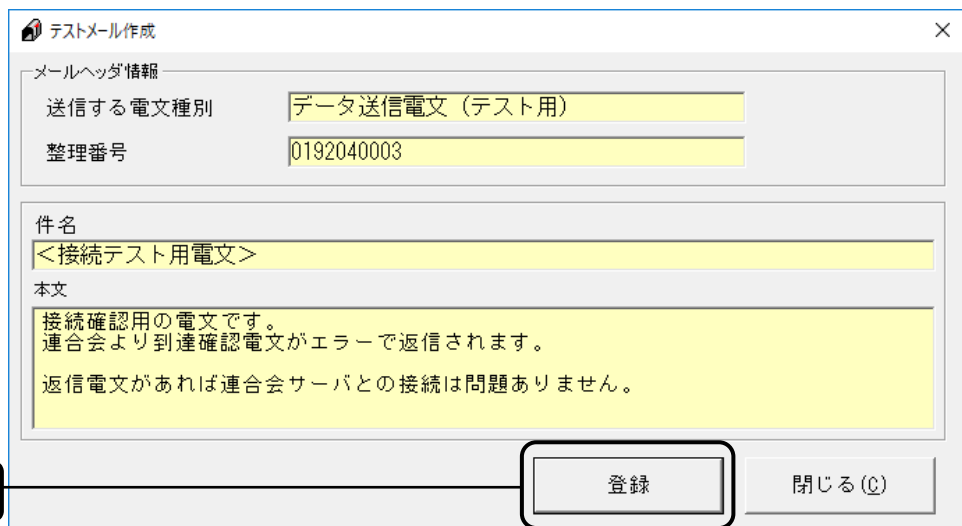 テストメール作成
メールヘッダ情報
送信する電文種別
データ送信電文（テスト用）
整理番号
0192040003
件名
＜接続テスト用電文＞
本文
接続確認用の電文です。
連合会より到達確認電文がエラーで返信されます。
返信電文があれば連合会サーバとの接続は問題ありません。
登録
閉じる(C)